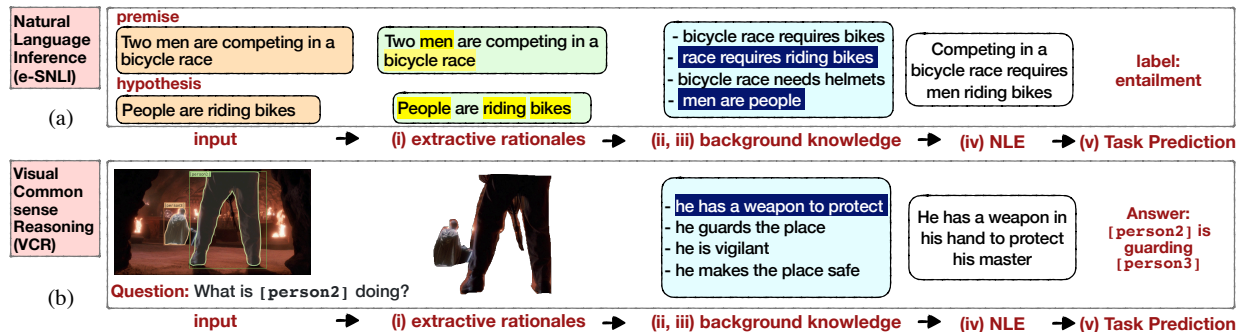 Natural
Language
Inference
(e-SNLI)
(a)
premise
Two men are competing in a
bicycle race
hypothesis
People are riding bikes
Two men are competing in a
bicycle race
People are riding bikes
- bicycle race requires bikes
- race requires riding bikes
- bicycle race needs helmets
- men are people
Competing in a
bicycle race requires
men riding bikes
label:
entailment
input → (i) extractive rationales → (ii, iii) background knowledge → (iv) NLE → (v) Task Prediction
Visual
Common
sense
Reasoning
(VCR)
(b)
Question: What is [person2] doing?
- he has a weapon to protect
- he guards the place
- he is vigilant
- he makes the place safe
He has a weapon in
his hand to protect
his master
Answer:
[person2] is
guarding
[person3]
input → (i) extractive rationales → (ii, iii) background knowledge → (iv) NLE → (v) Task Prediction